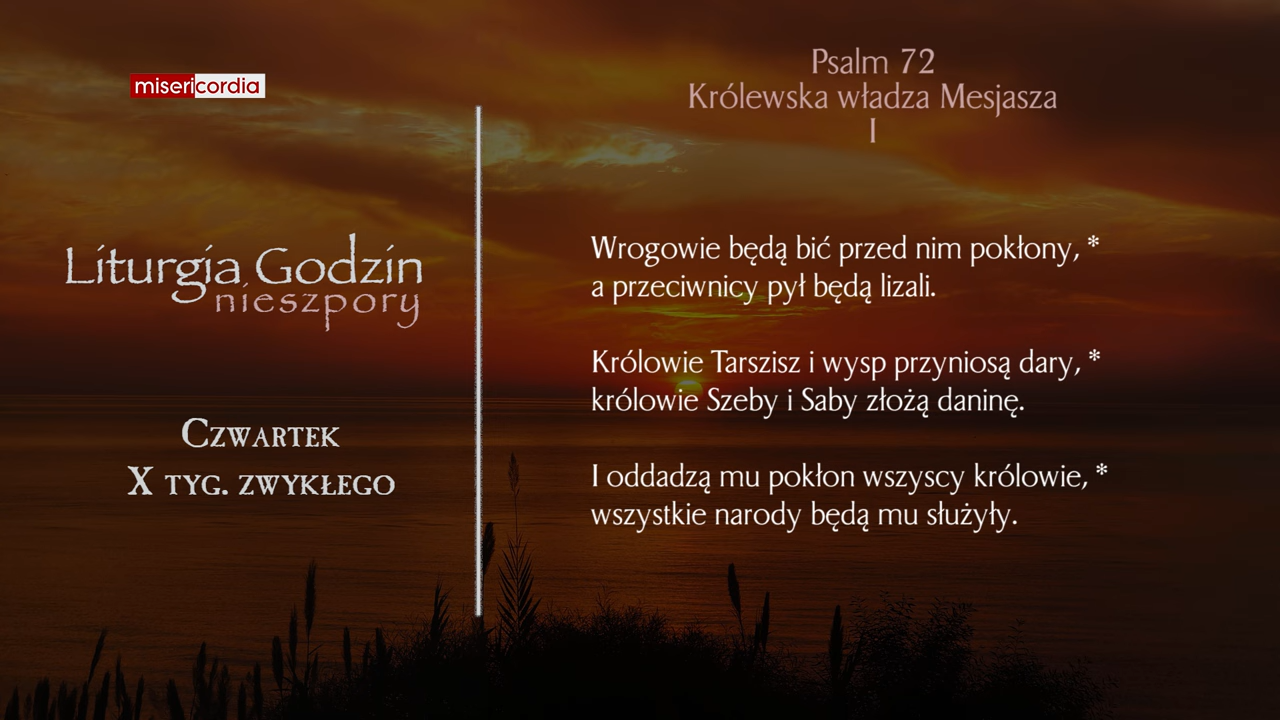 misericordia
Liturgia Godzin
nieszpory
Czwartek
X tyg. zwykłego
Psalm 72
Królewska władza Mesjasza
I
Wrogowie będą bić przed nim pokłony, *
a przeciwnicy pył będą lizali.
Królowie Tarszisz i wysp przyniosą dary, *
królowie Szeby i Saby złożą daninę.
I oddadzą mu pokłon wszyscy królowie, *
wszystkie narody będą mu służyły.